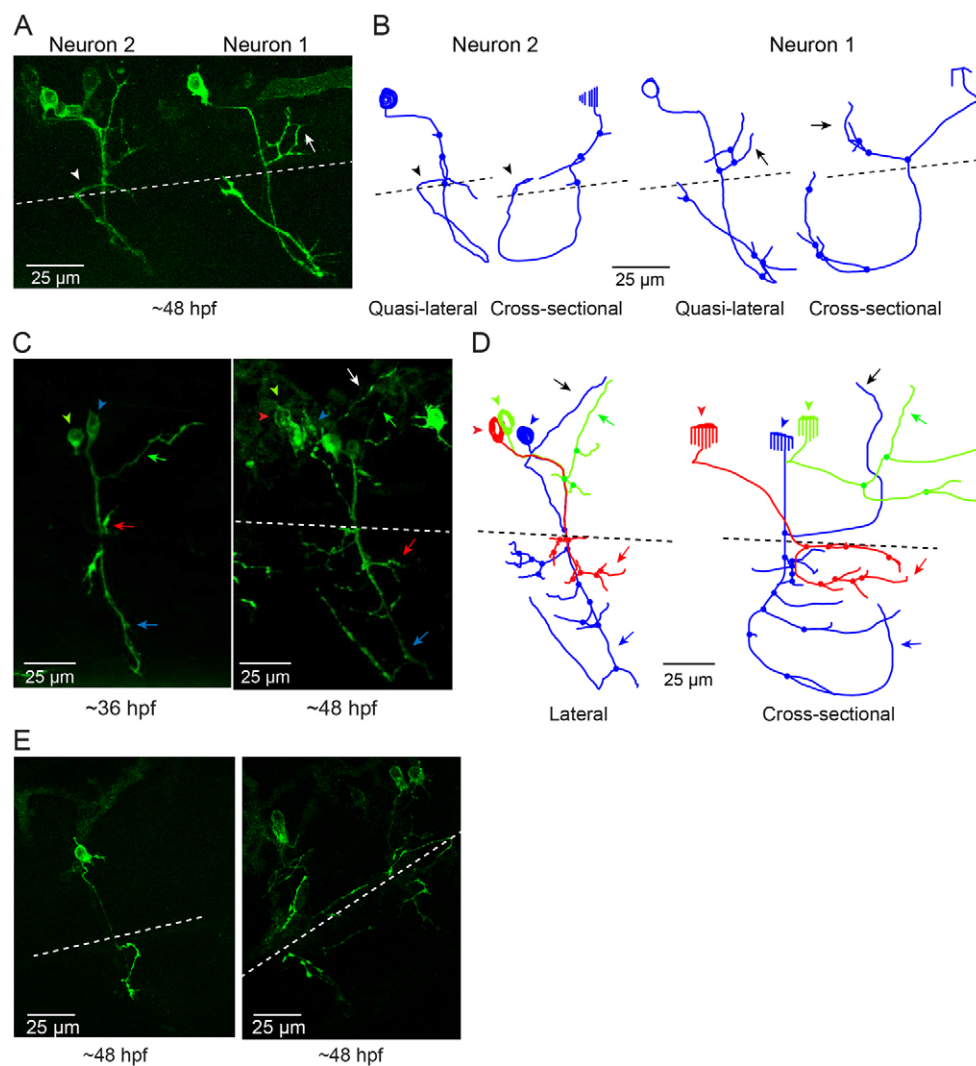 A
Neuron 2 Neuron 1
25 µm
~48 hpf
B
Neuron 2 Neuron 1
25 µm
Quasi-lateral Cross-sectional Quasi-lateral Cross-sectional
C
25 µm
25 µm
~36 hpf ~48 hpf
D
25 µm
Lateral Cross-sectional
E
25 µm
25 µm
~48 hpf ~48 hpf